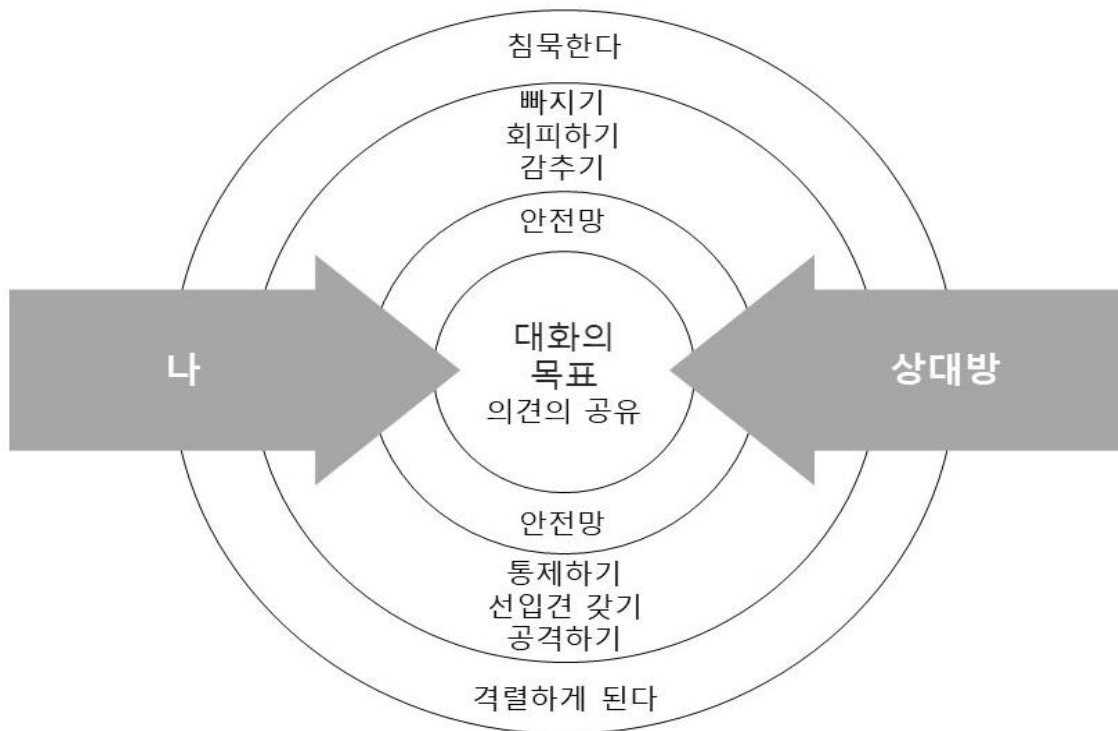 침묵한다
빠지기
회피하기
감추기
안전망
나
대화의
목표
의견의 공유
상대방
안전망
통제하기
선입견 갖기
공격하기
격렬하게 된다